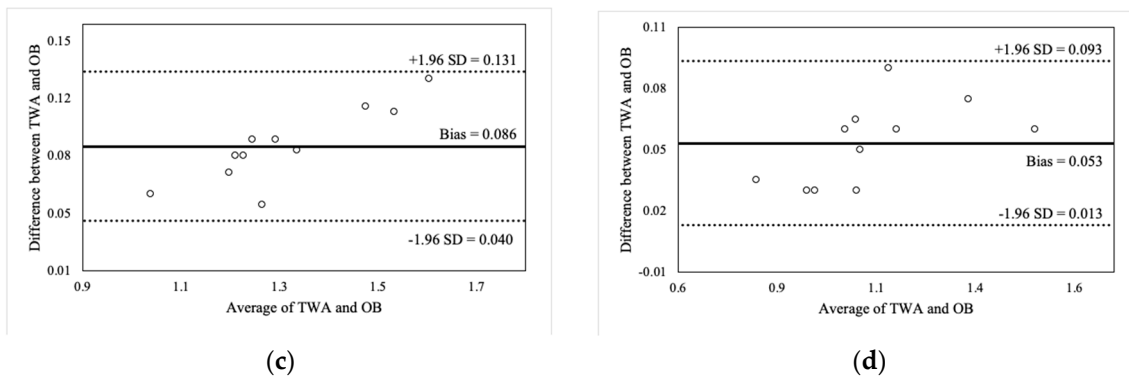 Difference between TWA and OB
0.15
0.12
0.08
0.05
0.01
+1.96 SD = 0.131
Bias = 0.086
-1.96 SD = 0.040
0.9 1.1 1.3 1.5 1.7
Average of TWA and OB
(c)
Difference between TWA and OB
0.11
0.08
0.05
0.02
-0.01
+1.96 SD = 0.093
Bias = 0.053
-1.96 SD = 0.013
0.6 0.9 1.1 1.4 1.6
Average of TWA and OB
(d)